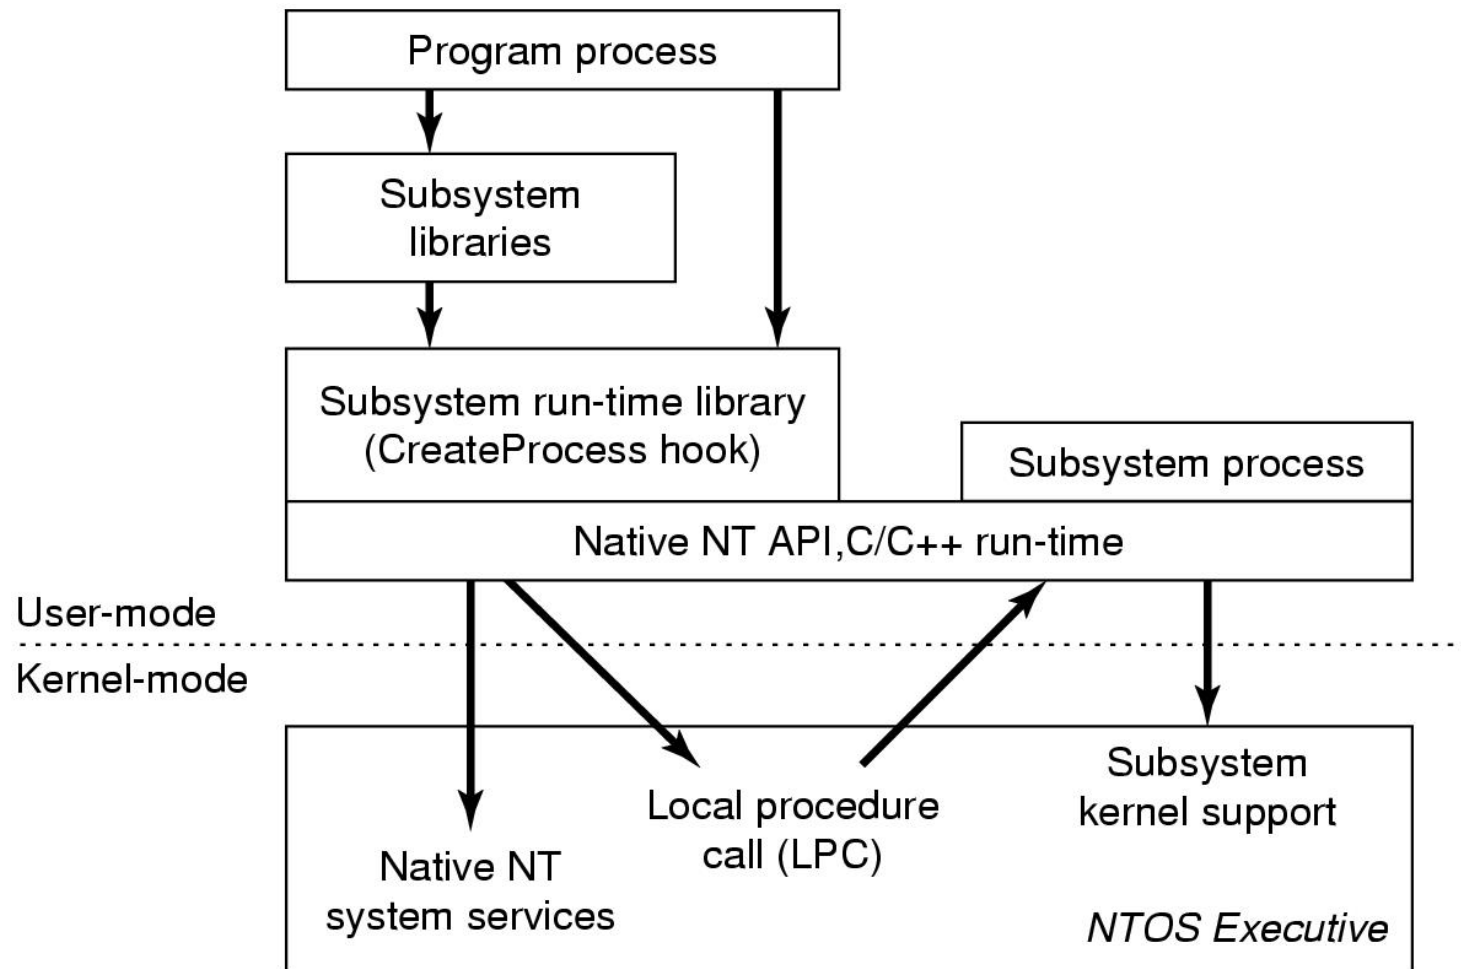 Program process
Subsystem
libraries
Subsystem run-time library
(CreateProcess hook)
Subsystem process
Native NT API,C/C++ run-time
User-mode
Kernel-mode
Subsystem
kernel support
Local procedure
call (LPC)
Native NT
system services
NTOS Executive